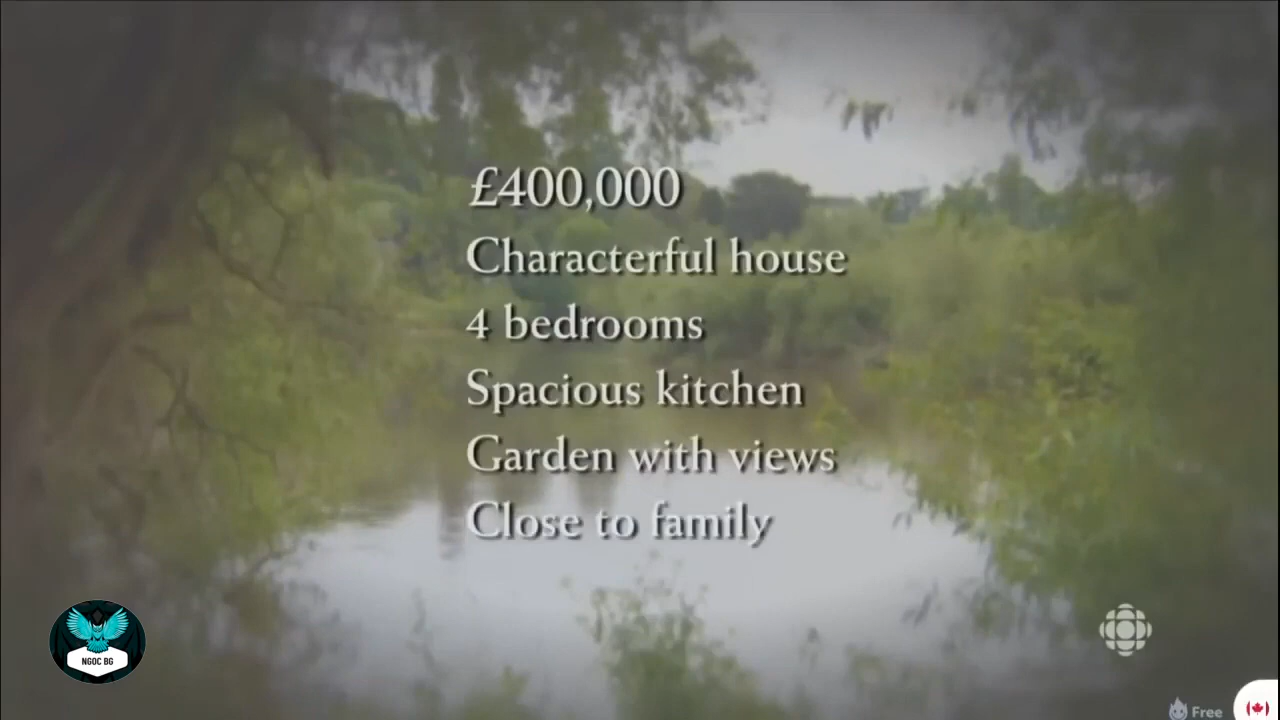 £400,000
Characterful house
4 bedrooms
Spacious kitchen
Garden with views
Close to family
NGOC BG
Free